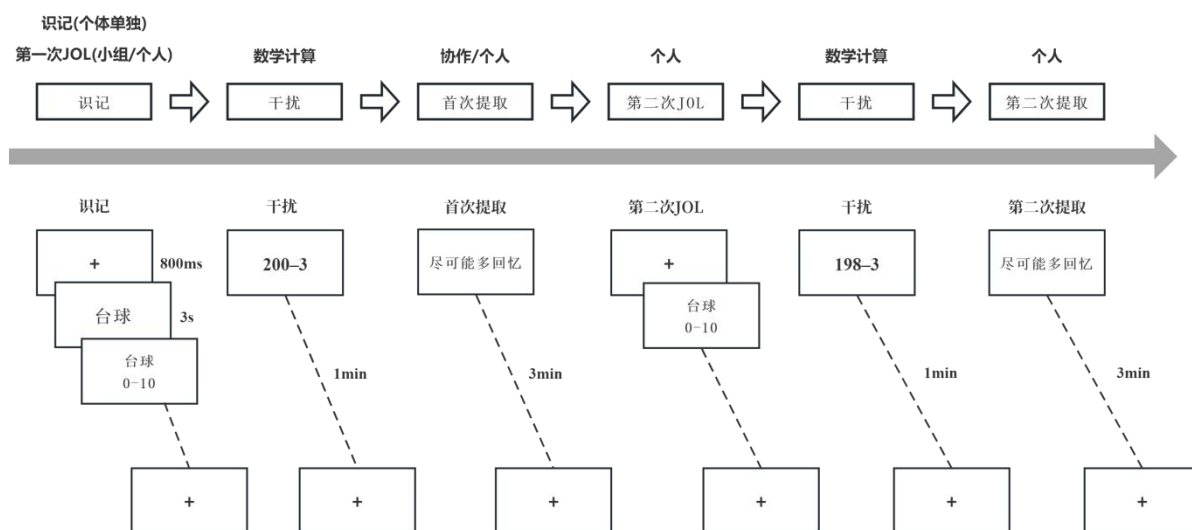 识记(个体单独)
第一次JOL(小组/个人)
数学计算
协作/个人
个人
数学计算
个人
识记
干扰
首次提取
第二次JOL
干扰
第二次提取
识记
干扰
首次提取
第二次JOL
干扰
第二次提取
+
800ms
台球
3s
台球
0-10
+
200–3
1min
+
尽可能多回忆
3min
+
+
台球
0-10
+
198–3
1min
+
尽可能多回忆
3min
+